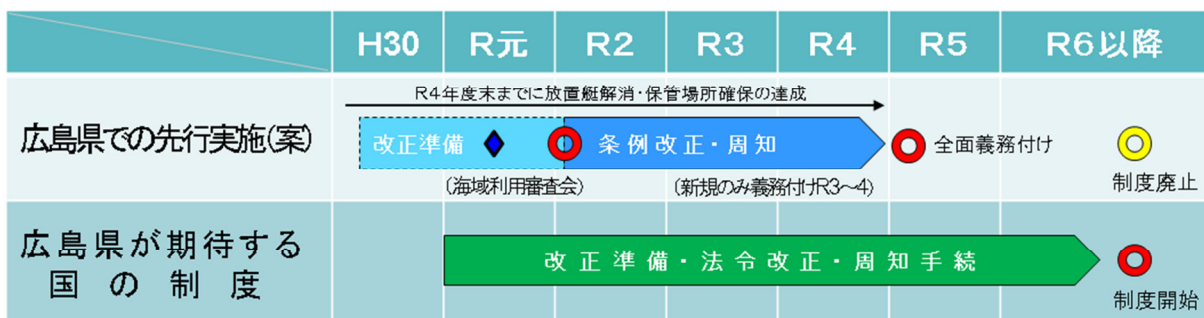 H30 R元 R2 R3 R4 R5 R6以降
R4年度末までに放置艇解消・保管場所確保の達成
広島県での先行実施(案) 改正準備 条例改正・周知 全面義務付け
(海域利用審査会) (新規のみ義務付けR3～4) 制度廃止
広島県が期待する
国の制度
改正準備・法令改正・周知手続
制度開始